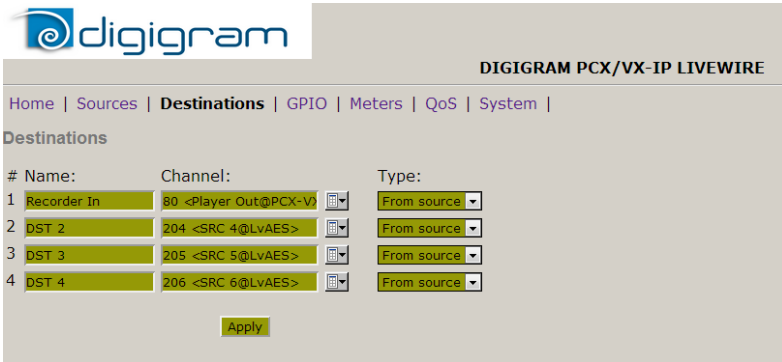 digigram
DIGIGRAM PCX/VX-IP LIVEWIRE
Home | Sources | Destinations | GPIO | Meters | QoS | System |
Destinations
# Name: Channel: Type:
1 Recorder In 80 <Player Out@PCX-VX From source
2 DST 2 204 <SRC 4@LvAES> From source
3 DST 3 205 <SRC 5@LvAES> From source
4 DST 4 206 <SRC 6@LvAES> From source
Apply